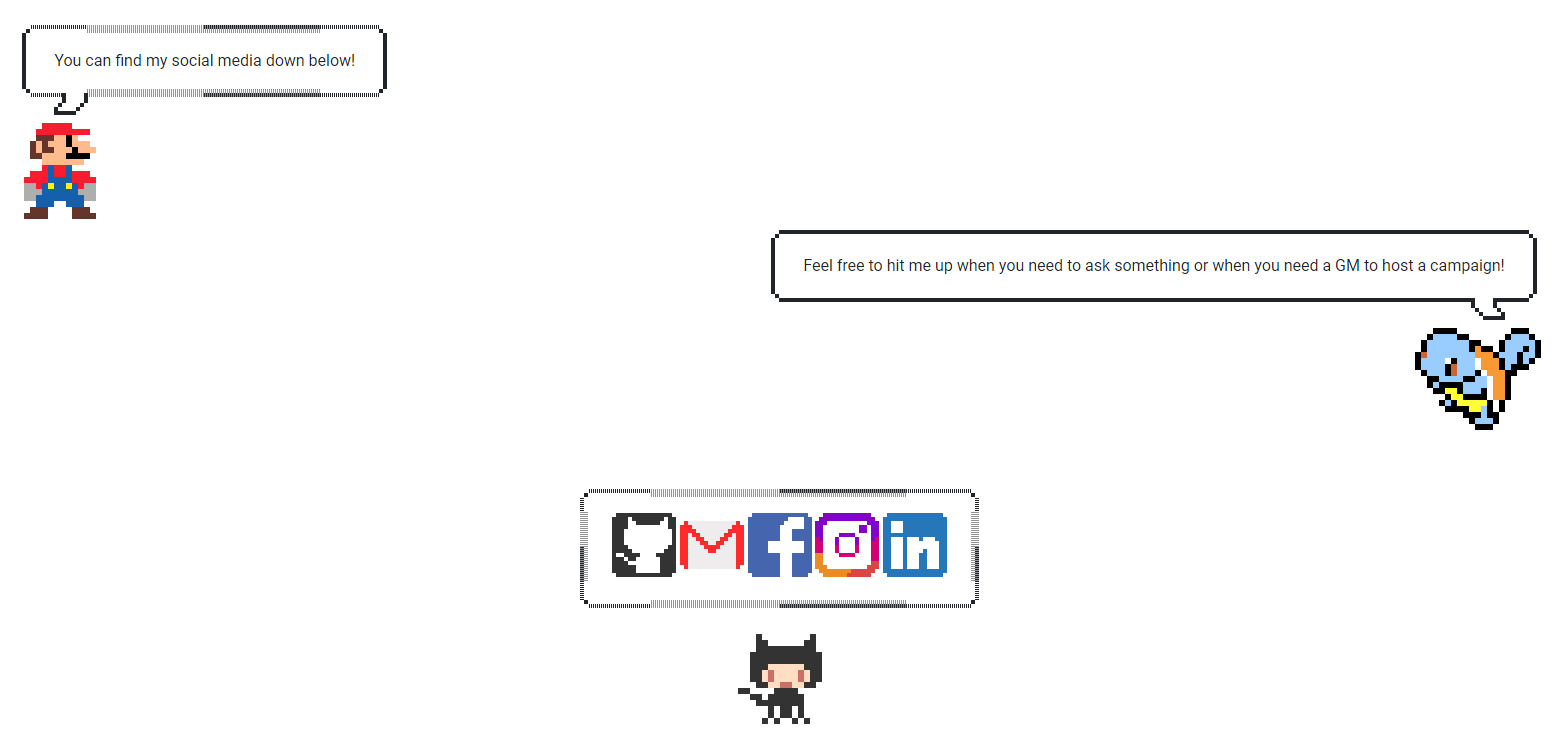 You can find my social media down below!
Feel free to hit me up when you need to ask something or when you need a GM to host a campaign!
f in